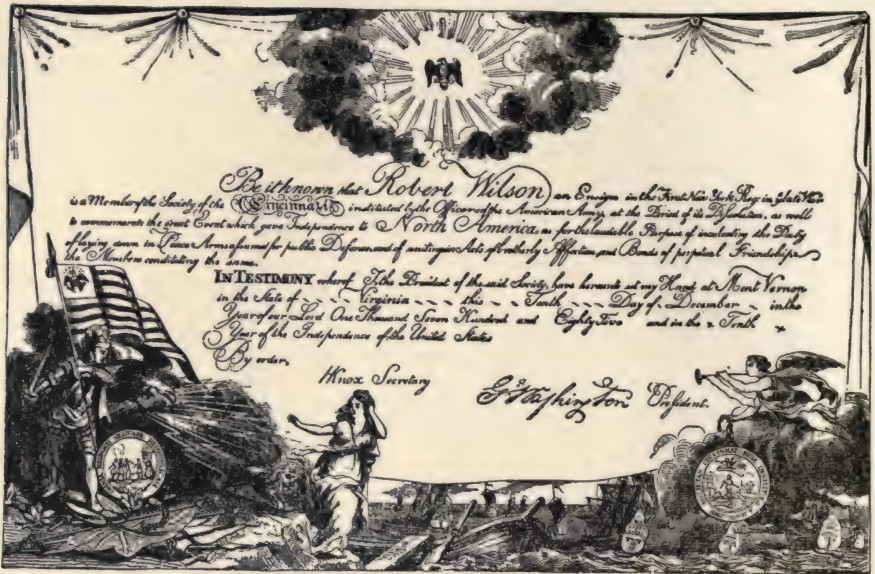 Be it known that Robert Wilson an Ensign in the First New York Reg: in
is a Member of the Society of the Cincinnati instituted by the Officers of the American Army, at the Period of its Dissolution, as well
to commemorate the great Event which gave Independence to North America, as for the laudable Purpose of inculcating the Duty
of laying down in Peace Arms assumed for public Defence, and of uniting in Acts of brotherly Affection, and Bonds of perpetual Friendship
the Members constituting the same.
IN TESTIMONY whereof I, the President of the said Society, have hereunto set my Hand at Mount Vernon
in the State of Virginia this Tenth Day of December in the
Year of our Lord One Thousand Seven Hundred and Eighty Five and in the Tenth
Year of the Independence of the United States
By order,
HKnox Secretary
G:Washington President.